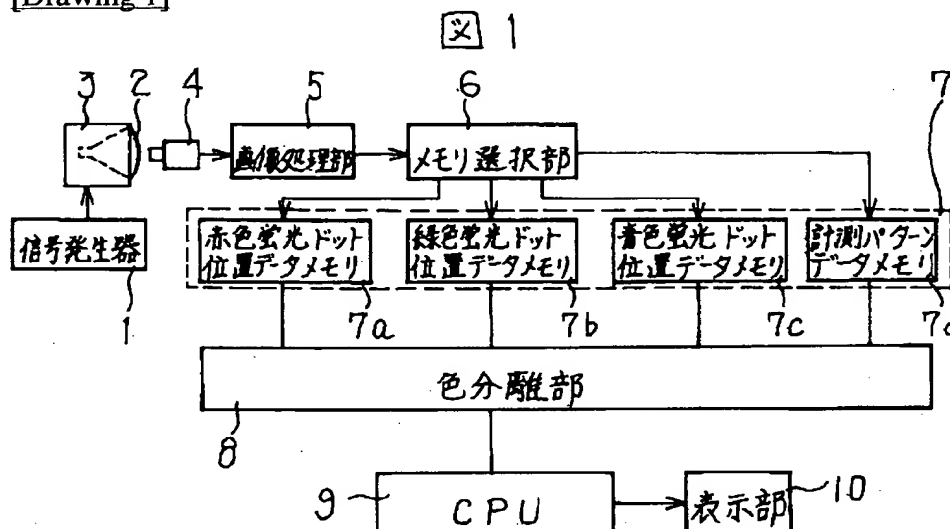 [Drawing 1]
図 1
3 2 4 5 6 7
画像処理部
メモリ選択部
信号発生器
赤色蛍光ドット
位置データメモリ
緑色蛍光ドット
位置データメモリ
青色蛍光ドット
位置データメモリ
計測パターン
データメモリ
1 7a 7b 7c 7d
色分離部
8
9 CPU
表示部 10